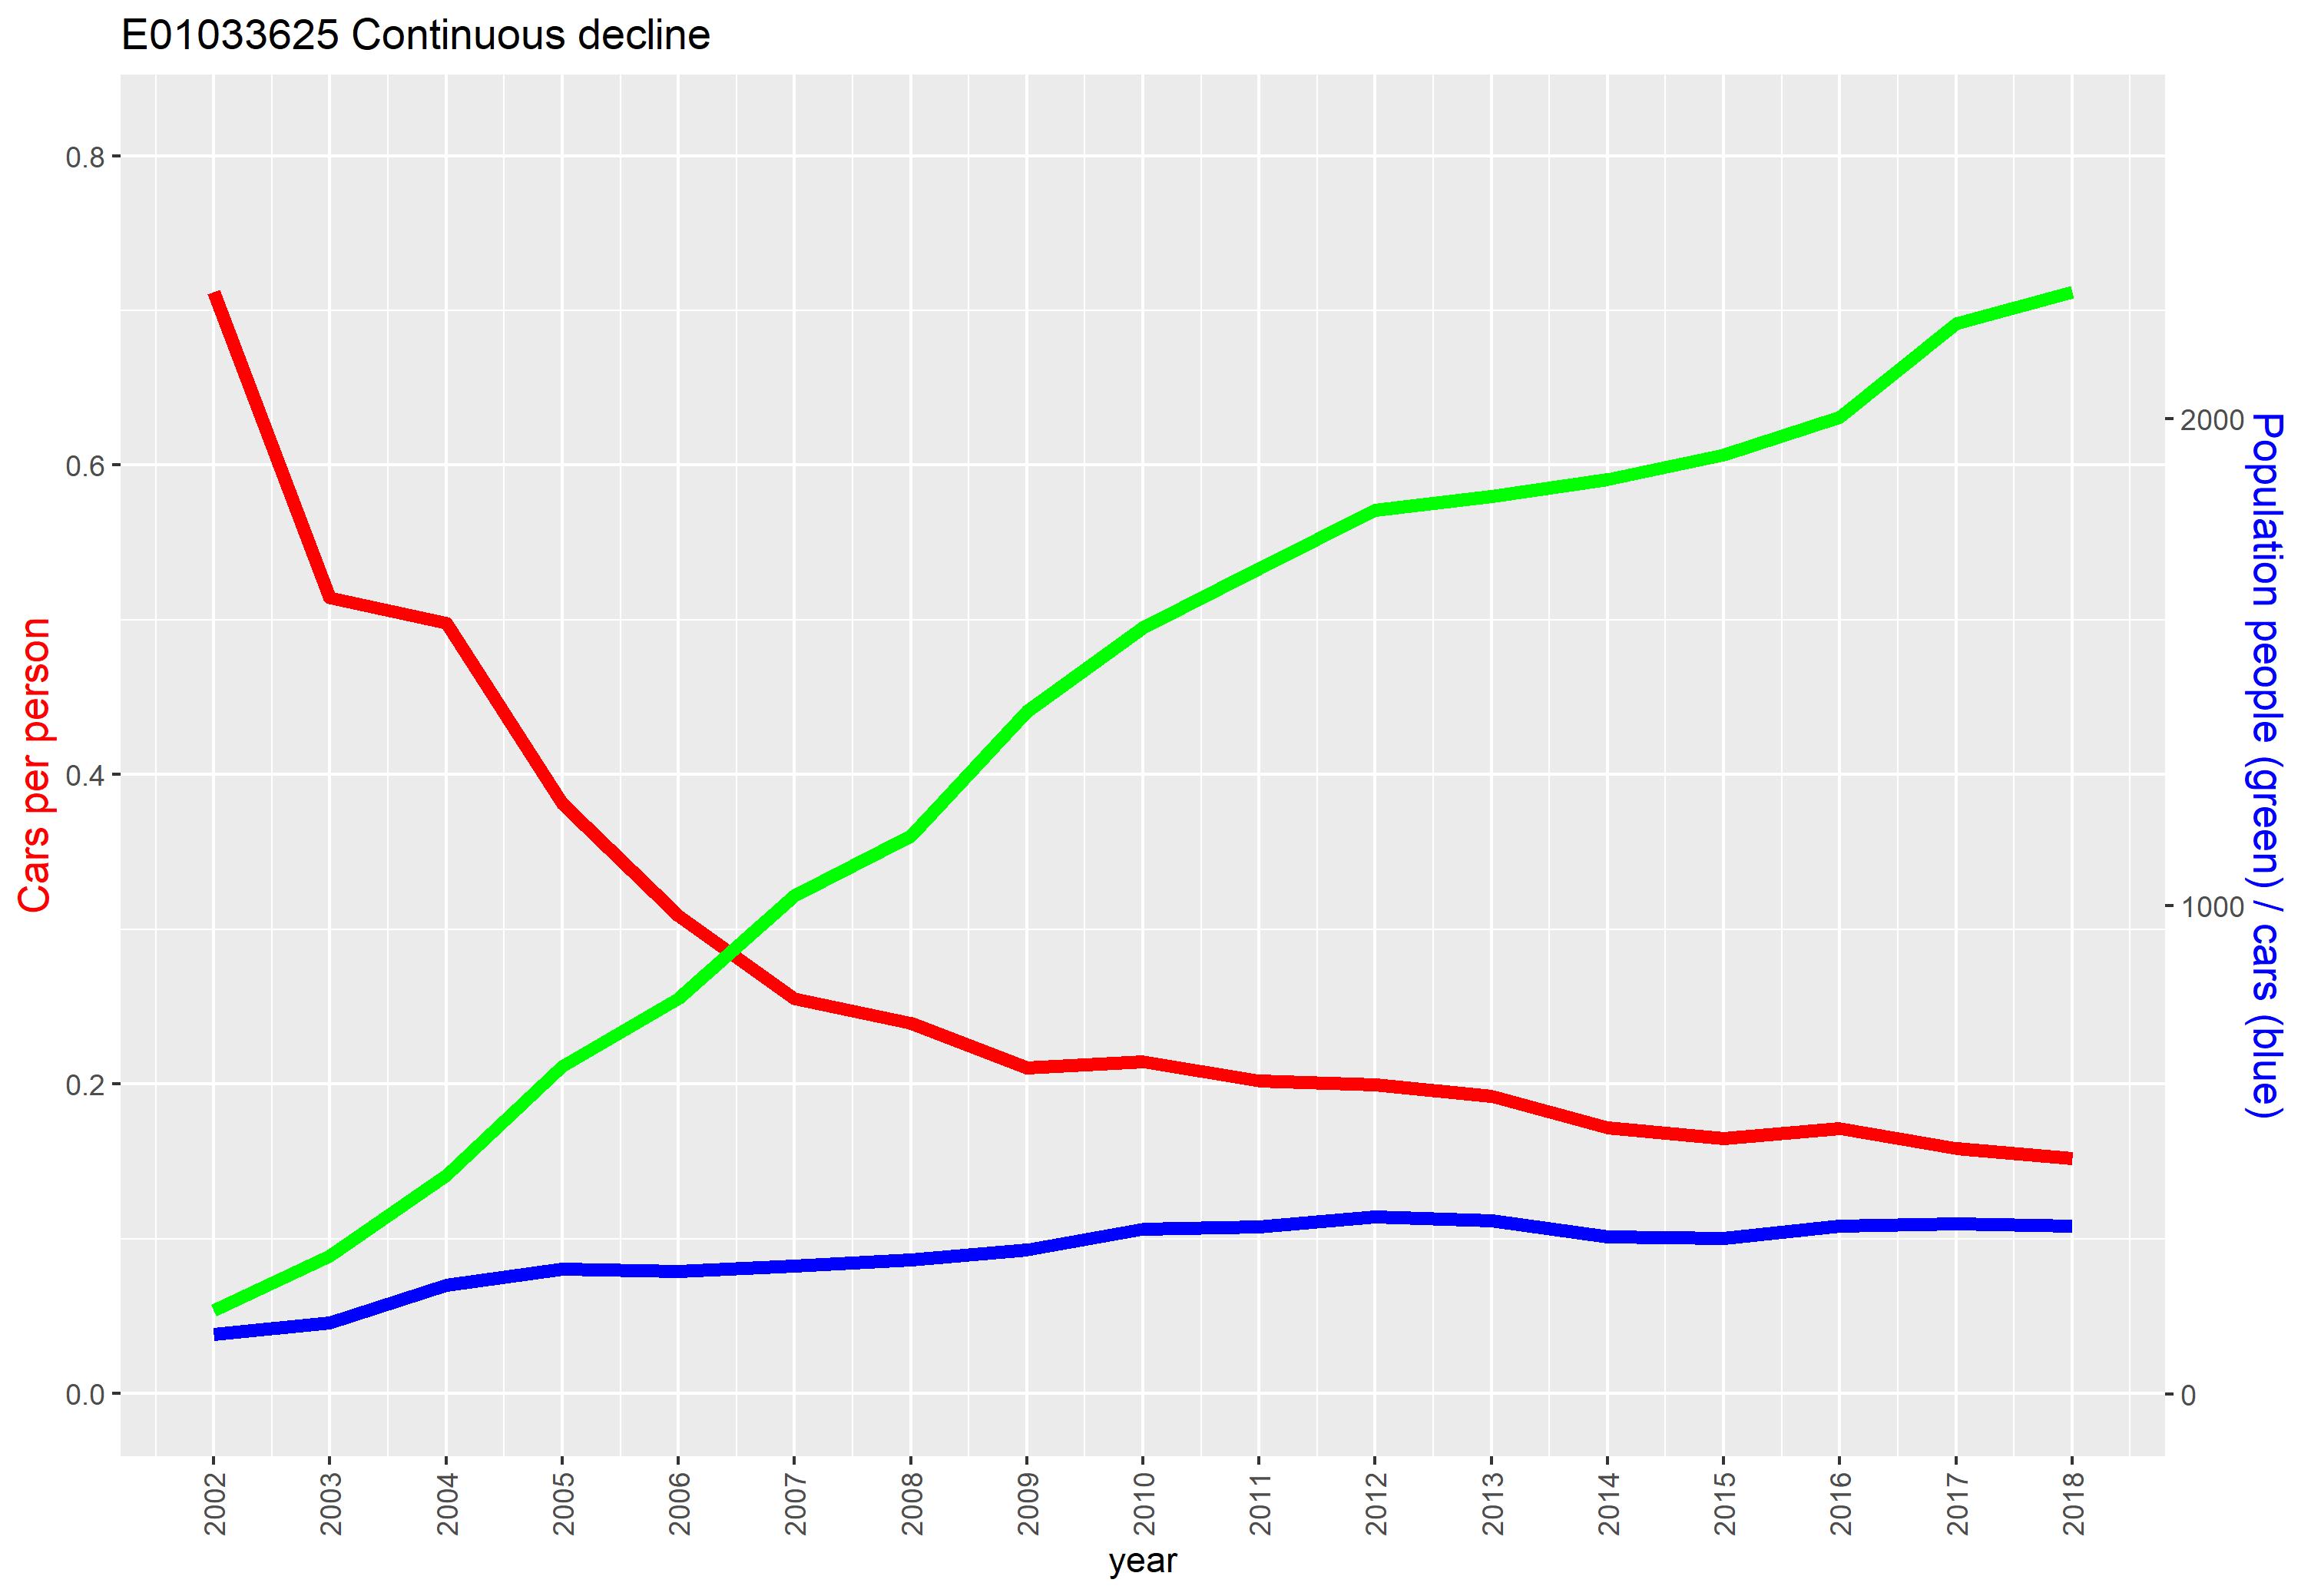 E01033625 Continuous decline
Cars per person
0.8
0.6
0.4
0.2
0.0
2000
1000
0
Population people (green) / cars (blue)
2002 2003 2004 2005 2006 2007 2008 2009 2010 2011 2012 2013 2014 2015 2016 2017 2018
year